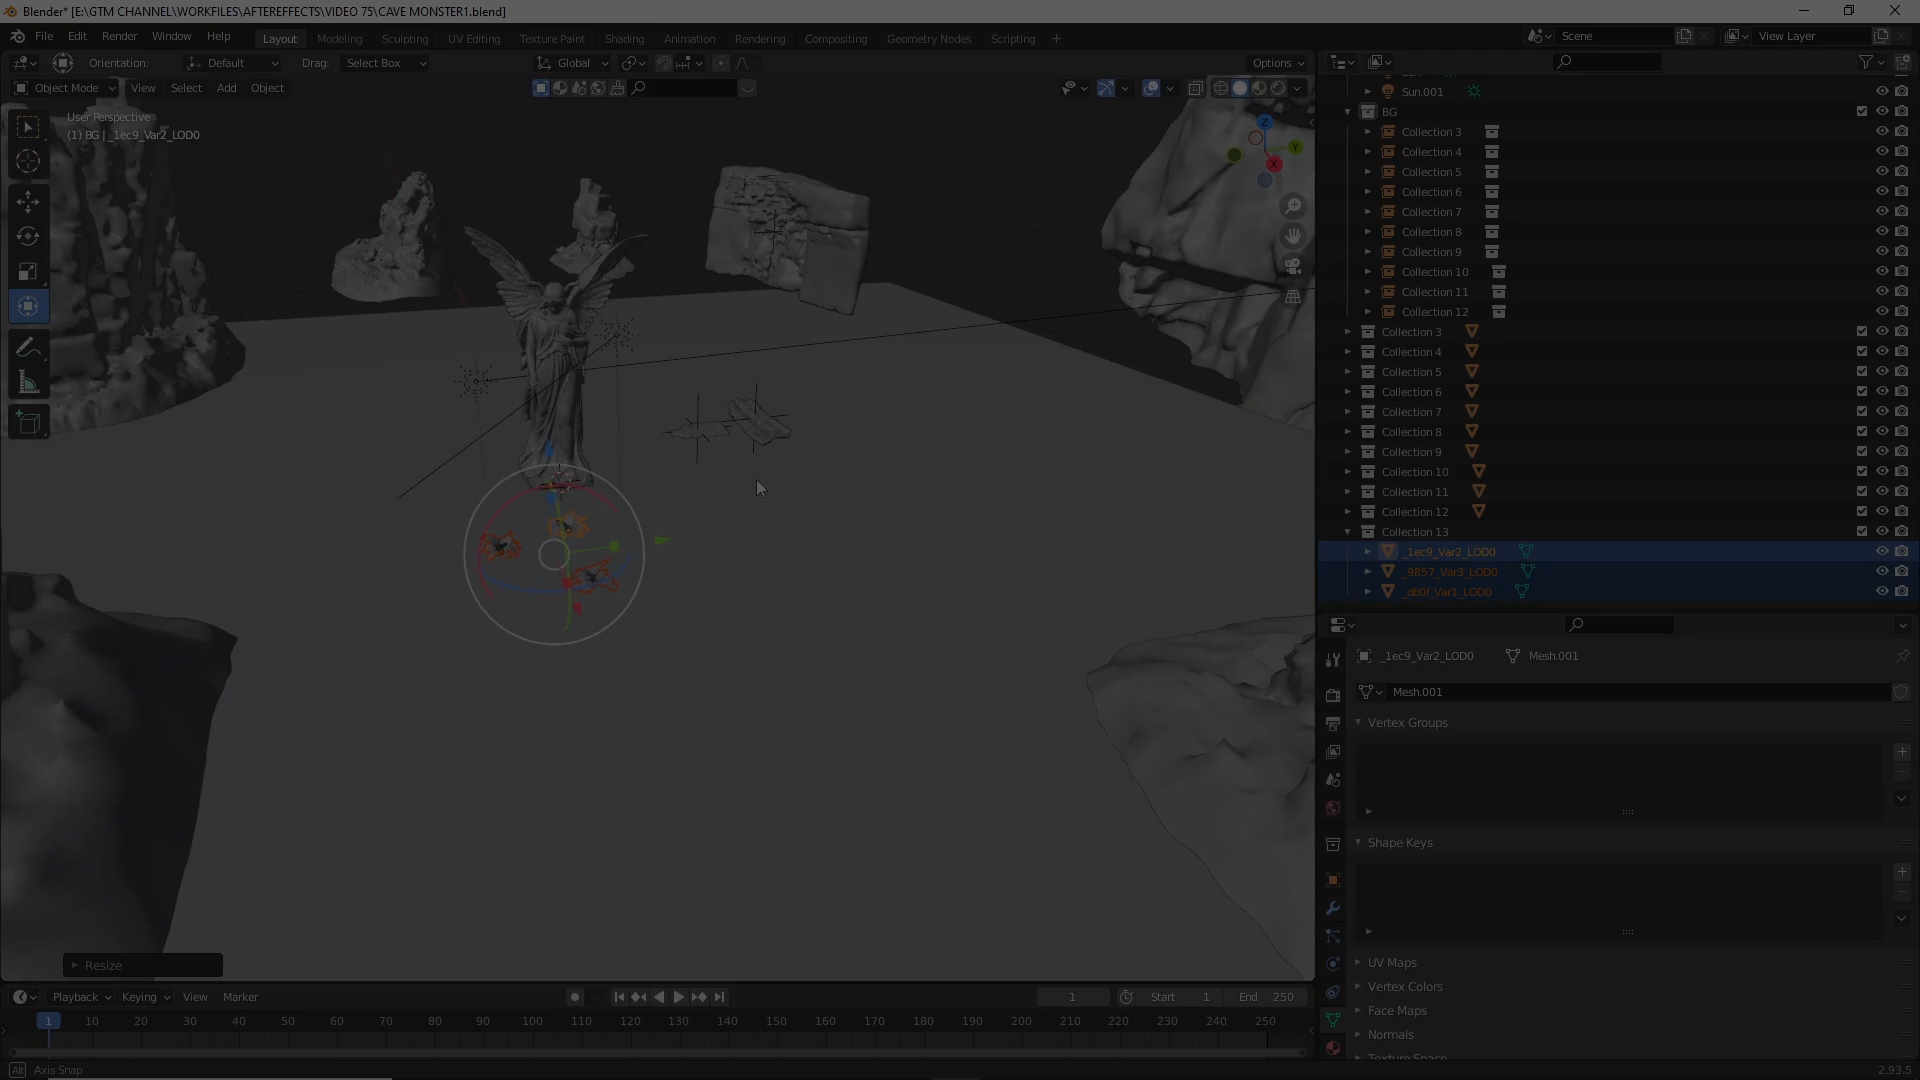 Blender* [E:\GTM CHANNEL\WORKFILES\AFTEREFFECTS\VIDEO 75\CAVE MONSTER1.blend]
File Edit Render Window Help Layout Modeling Sculpting UV Editing Texture Paint Shading Animation Rendering Compositing Geometry Nodes Scripting + Scene View Layer
Orientation: Default Drag: Select Box Global Options
Object Mode View Select Add Object
User Perspective
(1) BG | _1ec9_Var2_LOD0
Z
Y
X
Sun.001
BG
Collection 3
Collection 4
Collection 5
Collection 6
Collection 7
Collection 8
Collection 9
Collection 10
Collection 11
Collection 12
Collection 3
Collection 4
Collection 5
Collection 6
Collection 7
Collection 8
Collection 9
Collection 10
Collection 11
Collection 12
Collection 13
_1ec9_Var2_LOD0
_9857_Var3_LOD0
_db0f_Var1_LOD0
_1ec9_Var2_LOD0 Mesh.001
Mesh.001
Vertex Groups
Shape Keys
UV Maps
Vertex Colors
Face Maps
Normals
Texture Space
Resize
Playback Keying View Marker 1 Start 1 End 250
1 10 20 30 40 50 60 70 80 90 100 110 120 130 140 150 160 170 180 190 200 210 220 230 240 250
Alt Axis Snap 2.93.5